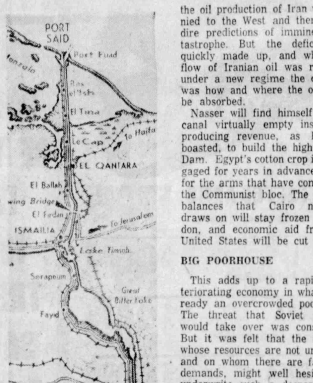 PORT
SAID
Port Fuad
El Tina
Le Cap
To Haifa
EL QANTARA
El Ballah
wing Bridge
El Ferdan
To Jerusalem
ISMAILIA
Lake Timsah
Serapeum
Great
Bitter Lake
Fayid
the oil production of Iran
nied to the West and ther
dire predictions of immine
tastrophe. But the defic
quickly made up, and wh
flow of Iranian oil was r
under a new regime the
was how and where the o
be absorbed.
Nasser will find himself
canal virtually empty ins
producing revenue, as
boasted, to build the high
Dam. Egypt's cotton crop i
gaged for years in advance
for the arms that have con
the Communist bloc. The
balances that Cairo
draws on will stay frozen
don, and economic aid fr
United States will be cut
BIG POORHOUSE
This adds up to a rapi
teriorating economy in wha
ready an overcrowded poo
The threat that Soviet
would take over was cons
But it was felt that the
whose resources are not un
and on whom there are fa
demands, might well hesi